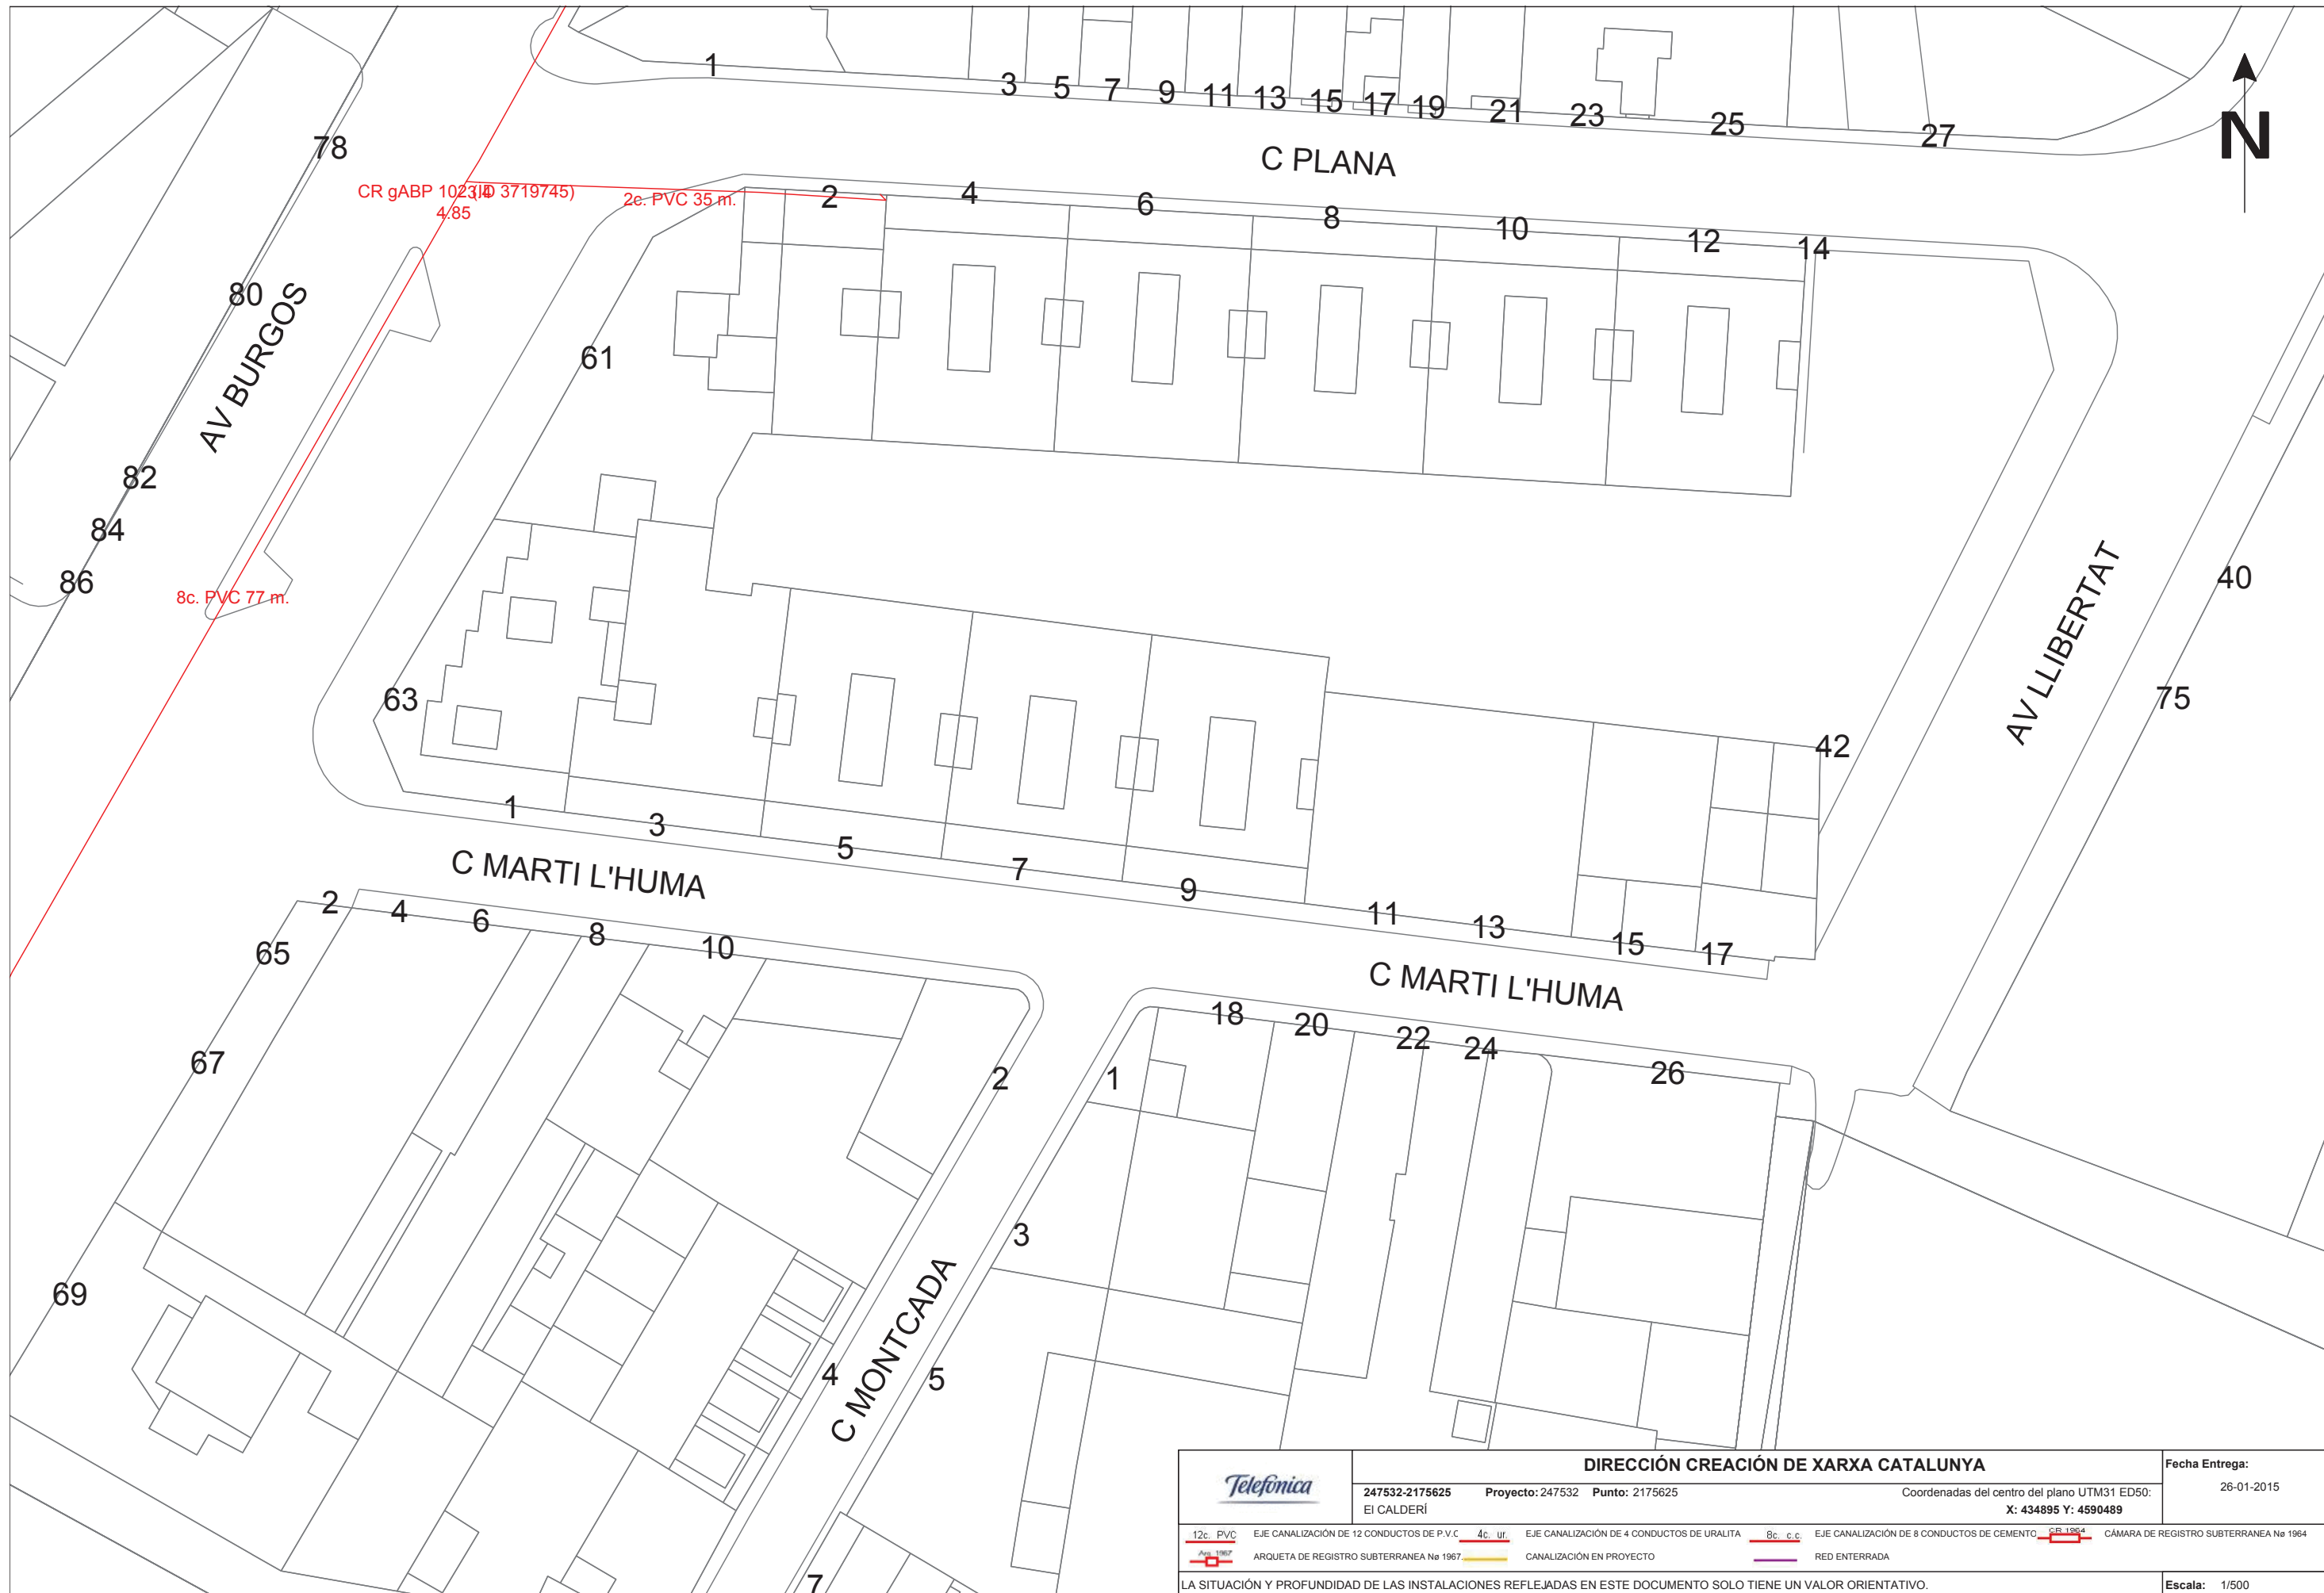 1
3
5
7
9
11
13
15
17
19
21
23
25
27
N
C PLANA
78
CR gABP 1023
(ID 3719745)
4.85
2c. PVC 35 m.
2
4
6
8
10
12
14
80
AV BURGOS
61
82
84
86
8c. PVC 77 m.
AV LLIBERTAT
40
75
63
42
1
3
5
7
9
11
13
15
17
C MARTI L'HUMA
C MARTI L'HUMA
2
4
6
8
10
65
67
69
18
20
22
24
26
2
1
3
C MONTCADA
4
5
7
Telefónica
DIRECCIÓN CREACIÓN DE XARXA CATALUNYA
Fecha Entrega:
26-01-2015
247532-2175625 Proyecto: 247532 Punto: 2175625
El CALDERÍ
Coordenadas del centro del plano UTM31 ED50:
X: 434895 Y: 4590489
12c. PVC EJE CANALIZACIÓN DE 12 CONDUCTOS DE P.V.C 4c. ur. EJE CANALIZACIÓN DE 4 CONDUCTOS DE URALITA 8c. c.c. EJE CANALIZACIÓN DE 8 CONDUCTOS DE CEMENTO CR 1964 CÁMARA DE REGISTRO SUBTERRANEA Nø 1964
Arq. 1967 ARQUETA DE REGISTRO SUBTERRANEA Nø 1967 CANALIZACIÓN EN PROYECTO RED ENTERRADA
LA SITUACIÓN Y PROFUNDIDAD DE LAS INSTALACIONES REFLEJADAS EN ESTE DOCUMENTO SOLO TIENE UN VALOR ORIENTATIVO.
Escala: 1/500